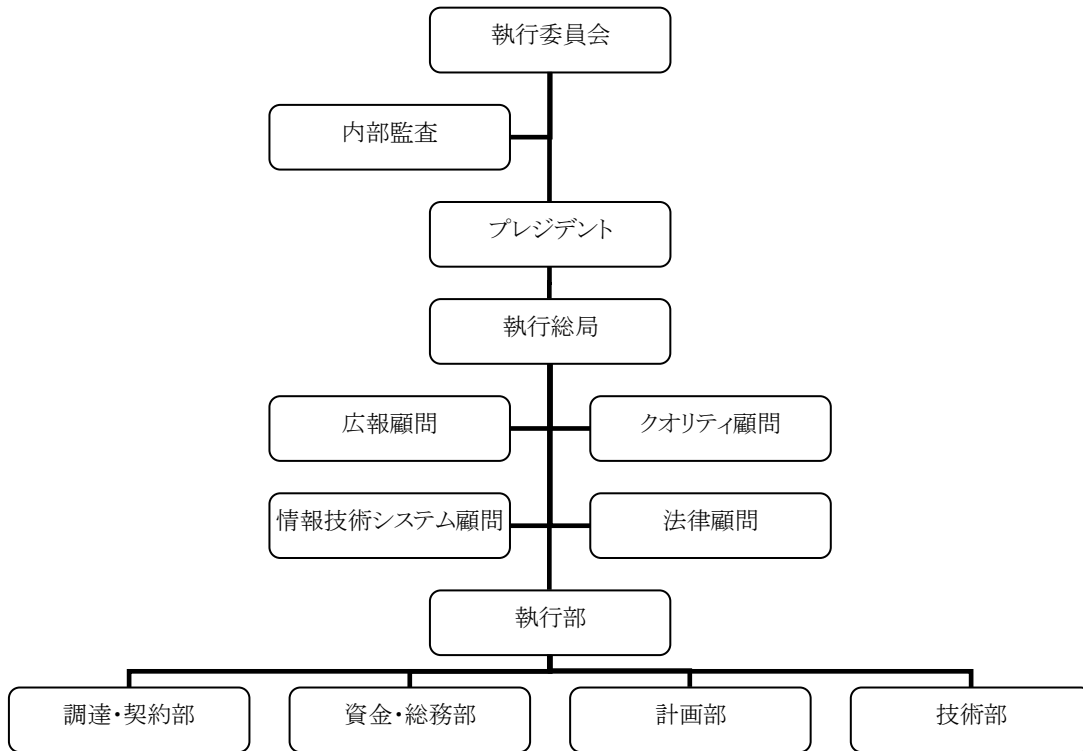 執行委員会
内部監査
プレジデント
執行総局
広報顧問
クオリティ顧問
情報技術システム顧問
法律顧問
執行部
調達・契約部
資金・総務部
計画部
技術部